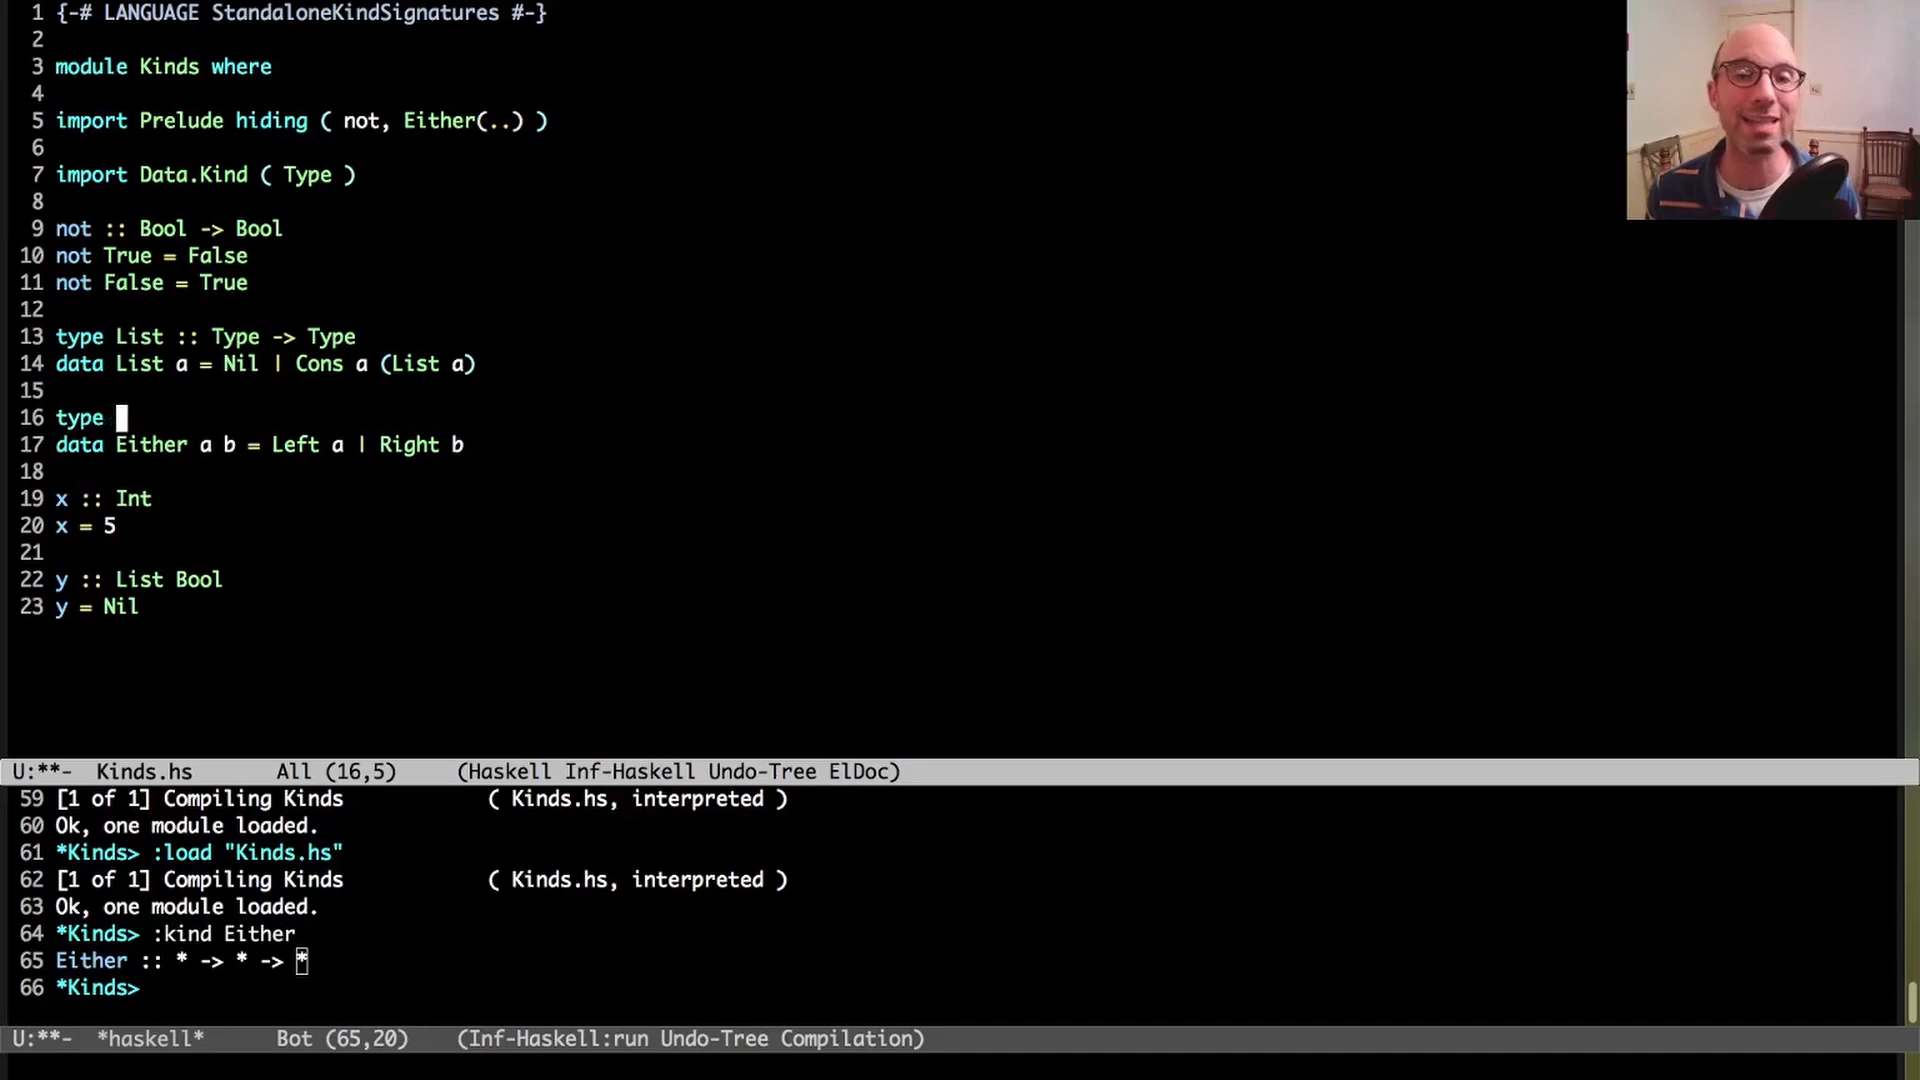 1 {-# LANGUAGE StandaloneKindSignatures #-}
2
3 module Kinds where
4
5 import Prelude hiding ( not, Either(..) )
6
7 import Data.Kind ( Type )
8
9 not :: Bool -> Bool
10 not True = False
11 not False = True
12
13 type List :: Type -> Type
14 data List a = Nil | Cons a (List a)
15
16 type
17 data Either a b = Left a | Right b
18
19 x :: Int
20 x = 5
21
22 y :: List Bool
23 y = Nil
U:**-  Kinds.hs       All (16,5)     (Haskell Inf-Haskell Undo-Tree ElDoc)
59 [1 of 1] Compiling Kinds            ( Kinds.hs, interpreted )
60 Ok, one module loaded.
61 *Kinds> :load "Kinds.hs"
62 [1 of 1] Compiling Kinds            ( Kinds.hs, interpreted )
63 Ok, one module loaded.
64 *Kinds> :kind Either
65 Either :: * -> * -> *
66 *Kinds>
U:**-  *haskell*      Bot (65,20)    (Inf-Haskell:run Undo-Tree Compilation)